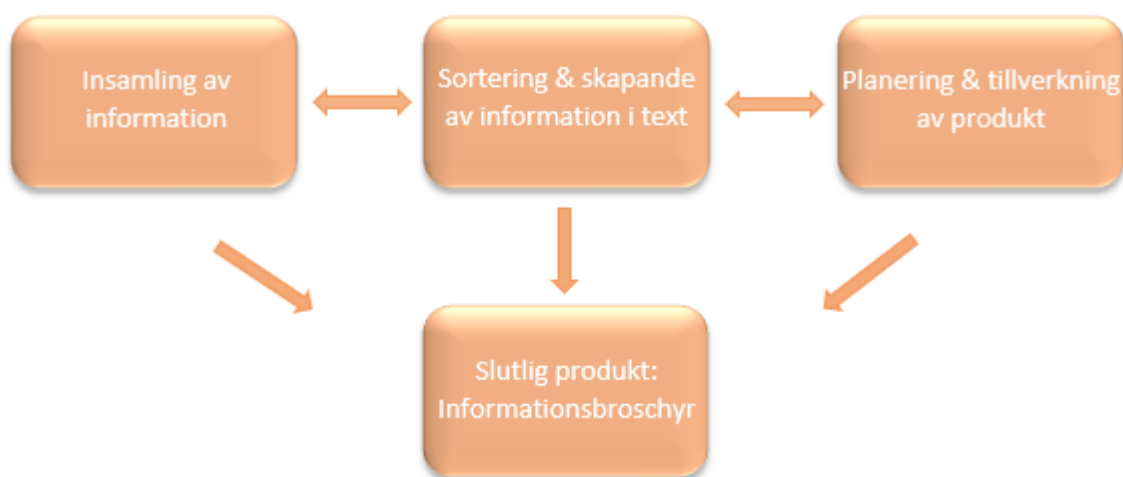 Insamling av
information
Sortering & skapande
av information i text
Planering & tillverkning
av produkt
Slutlig produkt:
Informationsbroschyr